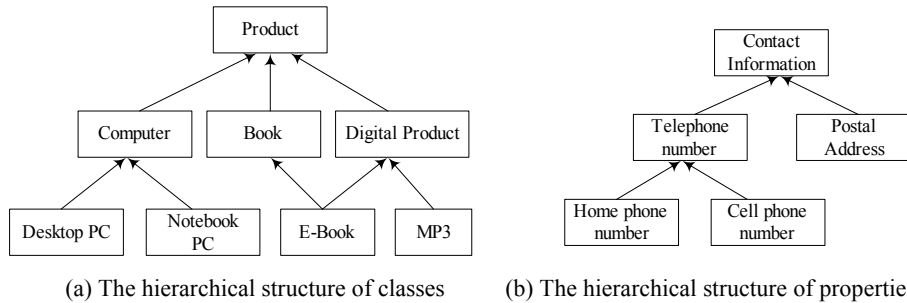 Product
Contact
Information
Computer
Book
Digital Product
Telephone
number
Postal
Address
Desktop PC
Notebook
PC
E-Book
MP3
Home phone
number
Cell phone
number
(a) The hierarchical structure of classes
(b) The hierarchical structure of propertie